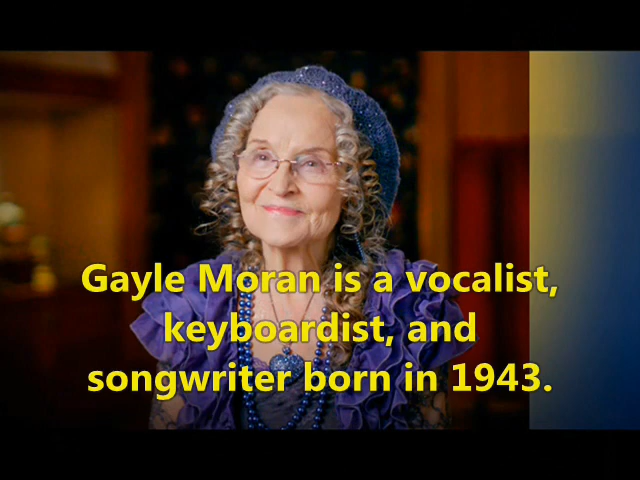 Gayle Moran is a vocalist,
keyboardist, and
songwriter born in 1943.